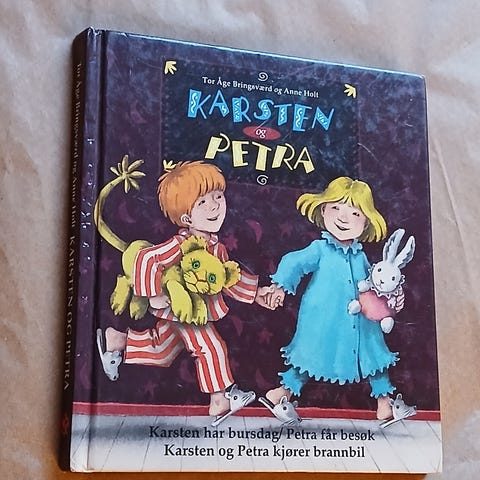 Tor Åge Bringsværd og Anne Holt
KARSTEN
og
PETRA
Karsten har bursdag/ Petra får besøk
Karsten og Petra kjører brannbil
Tor Åge Bringsværd og Anne Holt KARSTEN OG PETRA